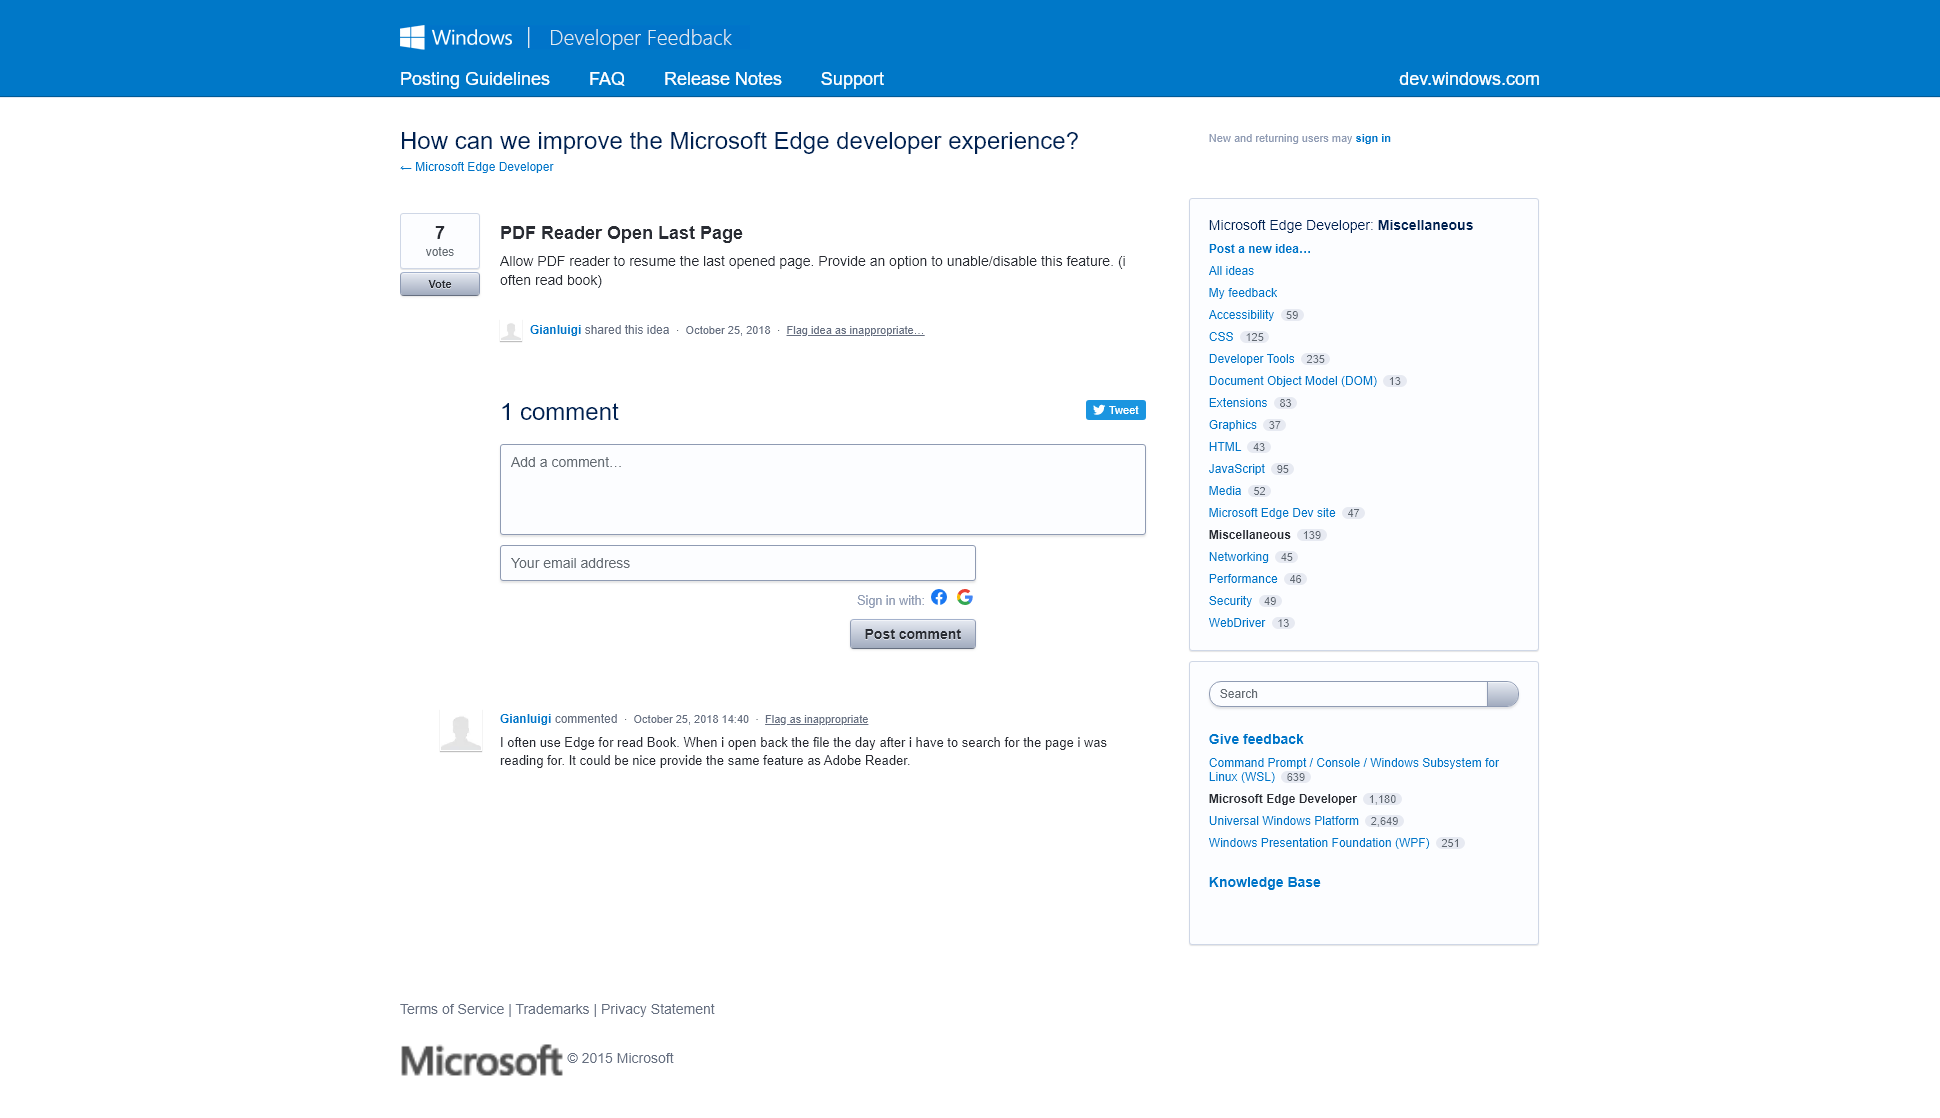 Windows | Developer Feedback
Posting Guidelines FAQ Release Notes Support dev.windows.com
How can we improve the Microsoft Edge developer experience?
← Microsoft Edge Developer
New and returning users may sign in
7
votes
Vote
PDF Reader Open Last Page
Allow PDF reader to resume the last opened page. Provide an option to unable/disable this feature. (i
often read book)
Gianluigi shared this idea · October 25, 2018 · Flag idea as inappropriate…
1 comment
Tweet
Add a comment…
Your email address
Sign in with:
Post comment
Gianluigi commented · October 25, 2018 14:40 · Flag as inappropriate
I often use Edge for read Book. When i open back the file the day after i have to search for the page i was
reading for. It could be nice provide the same feature as Adobe Reader.
Microsoft Edge Developer: Miscellaneous
Post a new idea…
All ideas
My feedback
Accessibility 59
CSS 125
Developer Tools 235
Document Object Model (DOM) 13
Extensions 83
Graphics 37
HTML 43
JavaScript 95
Media 52
Microsoft Edge Dev site 47
Miscellaneous 139
Networking 45
Performance 46
Security 49
WebDriver 13
Search
Give feedback
Command Prompt / Console / Windows Subsystem for
Linux (WSL) 639
Microsoft Edge Developer 1,180
Universal Windows Platform 2,649
Windows Presentation Foundation (WPF) 251
Knowledge Base
Terms of Service | Trademarks | Privacy Statement
Microsoft © 2015 Microsoft